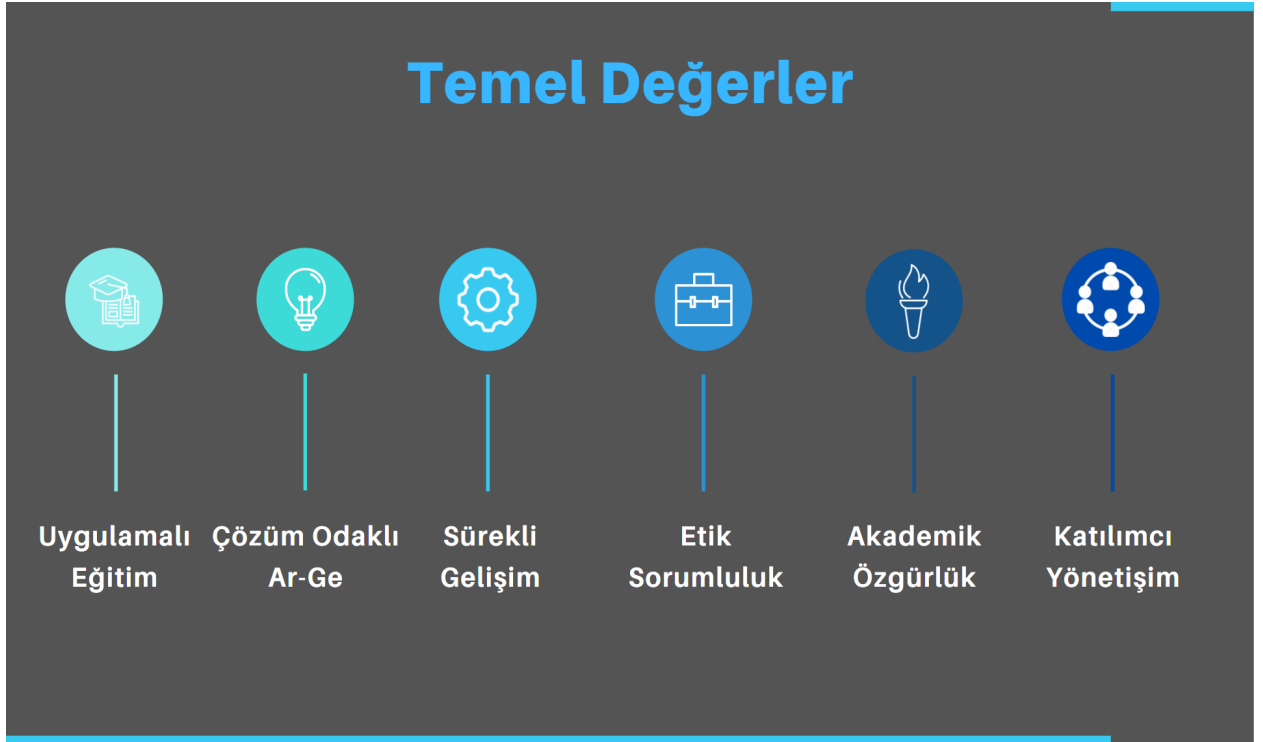 Temel Değerler
Uygulamalı
Eğitim
Çözüm Odaklı
Ar-Ge
Sürekli
Gelişim
Etik
Sorumluluk
Akademik
Özgürlük
Katılımcı
Yönetişim